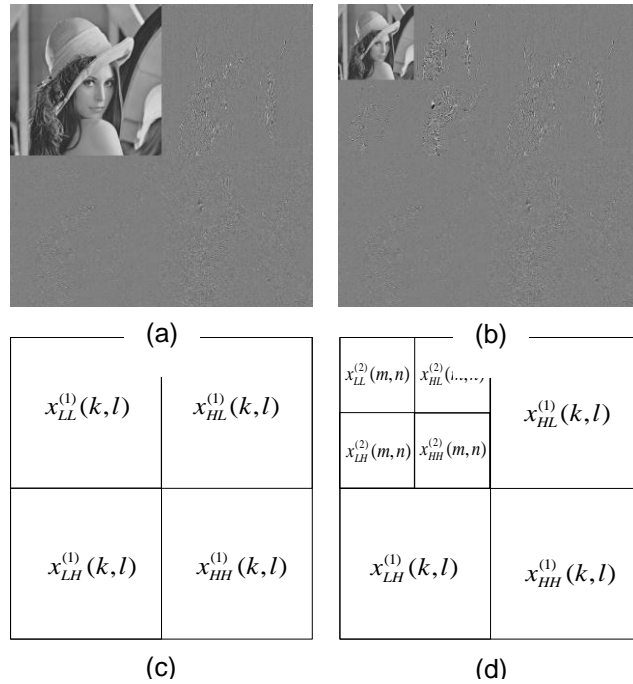 (a) (b)
x_{LL}^{(1)}(k,l) x_{HL}^{(1)}(k,l)
x_{LH}^{(1)}(k,l) x_{HH}^{(1)}(k,l)
(c)
x_{LL}^{(2)}(m,n) x_{HL}^{(2)}
x_{LH}^{(2)}(m,n) x_{HH}^{(2)}(m,n)
x_{HL}^{(1)}(k,l)
x_{LH}^{(1)}(k,l) x_{HH}^{(1)}(k,l)
(d)